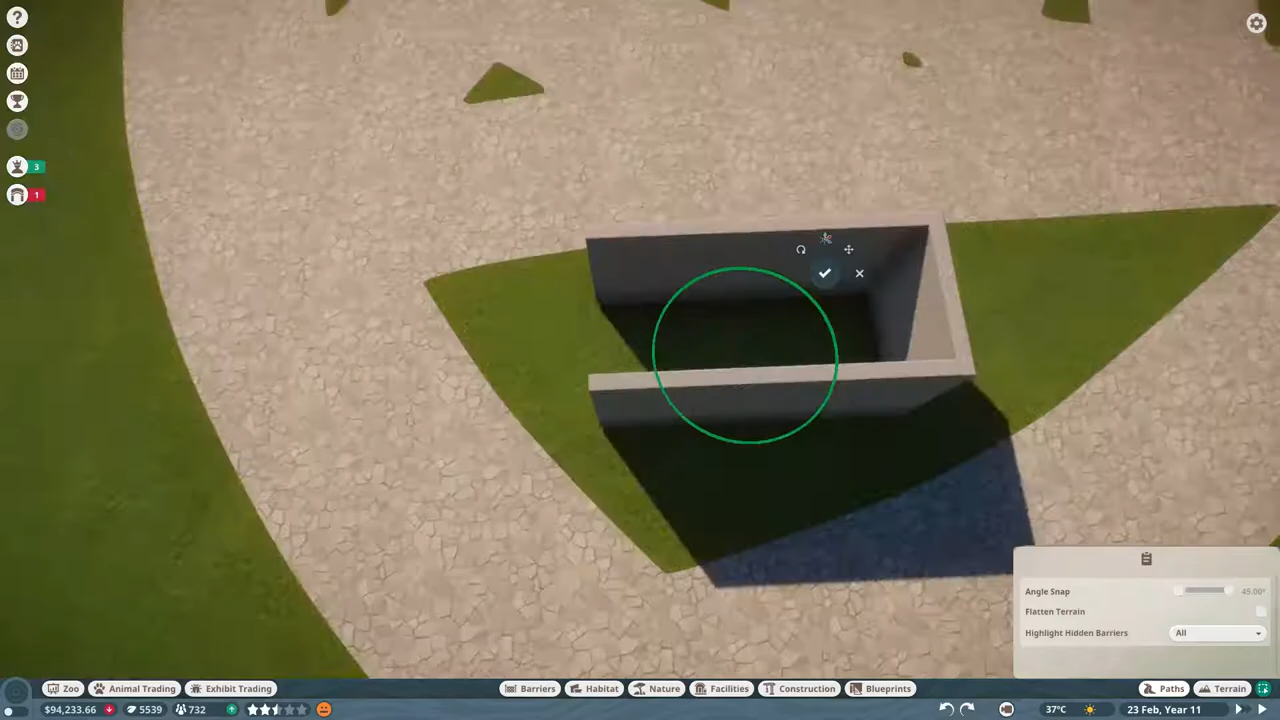 ?
3
1
Angle Snap 45.00°
Flatten Terrain
Highlight Hidden Barriers All
Zoo Animal Trading Exhibit Trading Barriers Habitat Nature Facilities Construction Blueprints Paths Terrain
$94,233.66 5539 732 37°C 23 Feb, Year 11